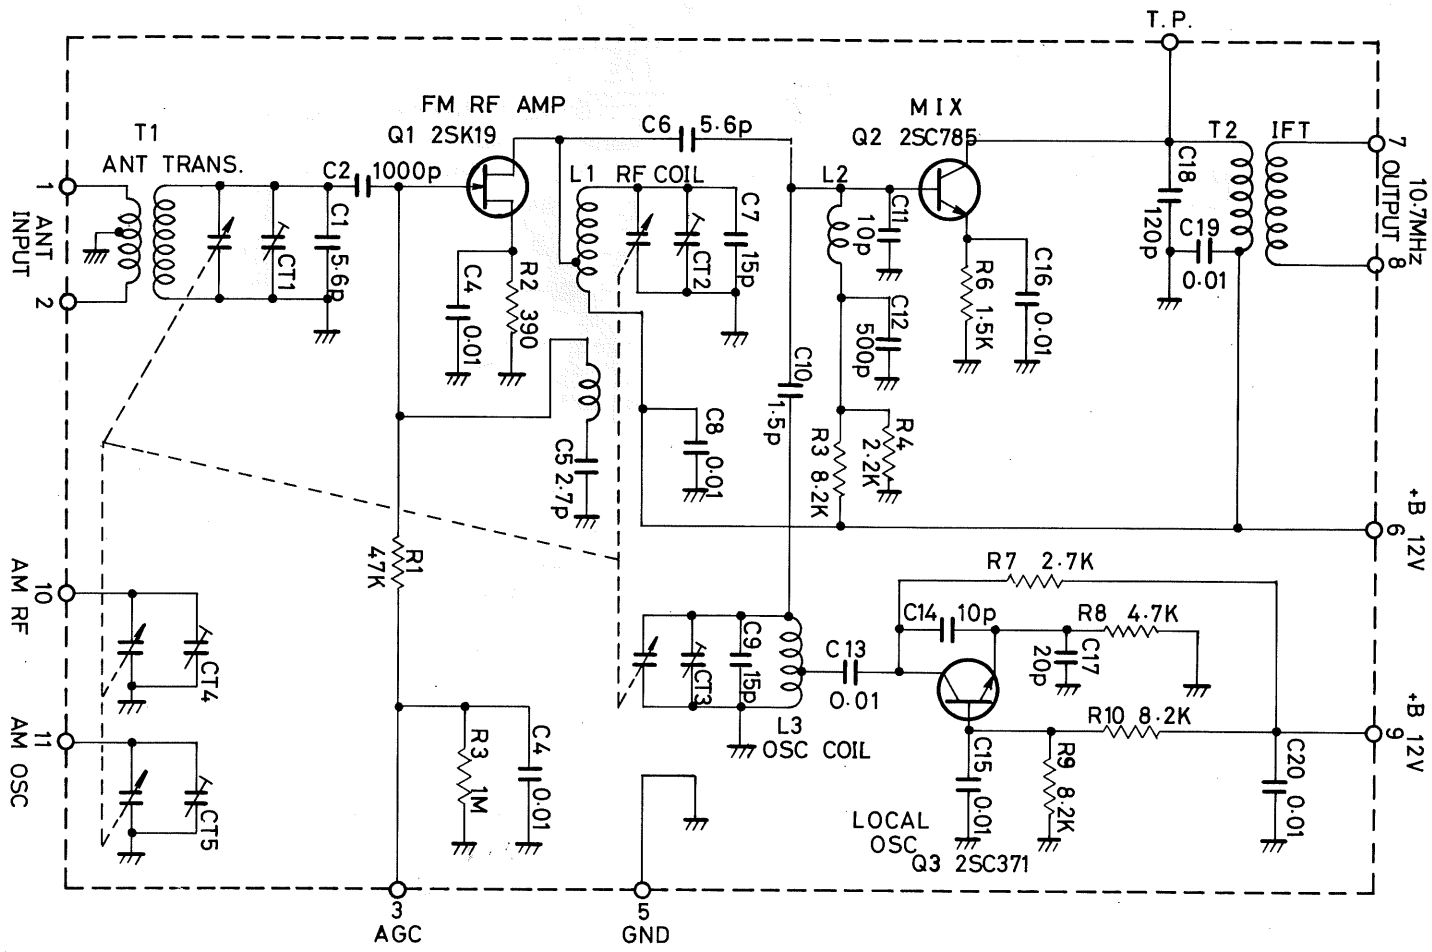 T.P.
FM RF AMP
Q1 2SK19
MIX
Q2 2SC785
T1
ANT TRANS.
C2 1000p
C6 5.6p
L1 RF COIL
L2
T2 IFT
1
ANT
INPUT
2
C1
5.6p
CT1
C4
0.01
R2
390
CT2
C7
15p
C11
10p
C12
500p
R6
1.5K
C16
0.01
C18
120p
C19
0.01
7
OUTPUT
8
10.7MHz
C10
1.5p
C5
2.7p
C8
0.01
R3
8.2K
R4
2.2K
+B
6 12V
R1
47K
10
AM RF
CT4
11
AM OSC
CT5
R3
1M
C4
0.01
CT3
C9
15p
L3
OSC COIL
C13
0.01
R7 2.7K
C14 10p
R8 4.7K
C17
20p
R10 8.2K
C15
0.01
R9
8.2K
C20
0.01
+B
9 12V
LOCAL
OSC
Q3 2SC371
3
AGC
5
GND